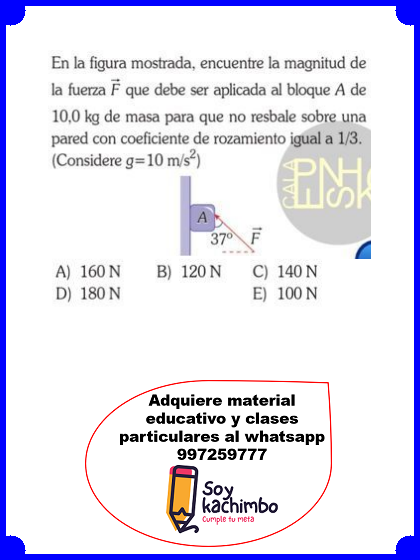 En la figura mostrada, encuentre la magnitud de
la fuerza F⃗ que debe ser aplicada al bloque A de
10,0 kg de masa para que no resbale sobre una
pared con coeficiente de rozamiento igual a 1/3.
(Considere g=10 m/s²)
A
37° F⃗
A) 160 N B) 120 N C) 140 N
D) 180 N E) 100 N
Adquiere material
educativo y clases
particulares al whatsapp
997259777
Soy
kachimbo
Cumple tu meta